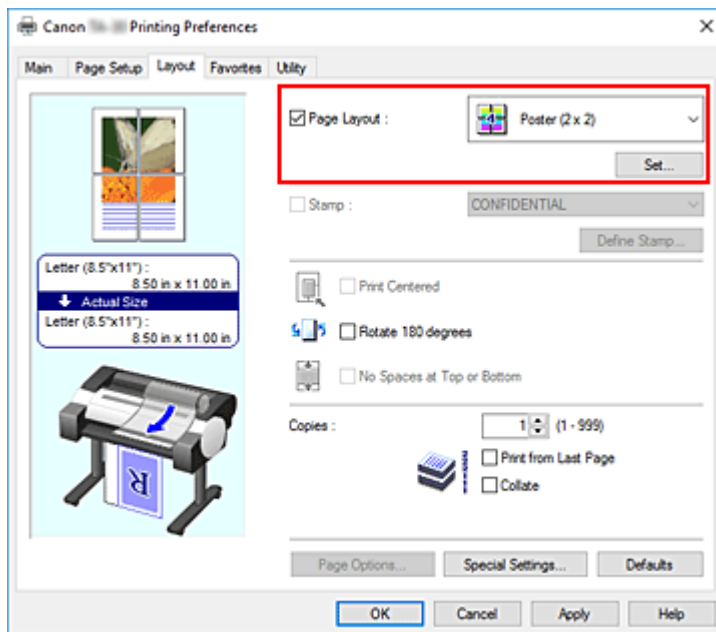 Canon Printing Preferences
Main Page Setup Layout Favorites Utility
Page Layout :
4
Poster (2 x 2)
Set...
Stamp :
CONFIDENTIAL
Define Stamp...
Letter (8.5"x11") :
8.50 in x 11.00 in
Actual Size
Letter (8.5"x11") :
8.50 in x 11.00 in
R
Print Centered
Rotate 180 degrees
No Spaces at Top or Bottom
Copies :
1 (1 - 999)
Print from Last Page
Collate
Page Options... Special Settings... Defaults
OK Cancel Apply Help